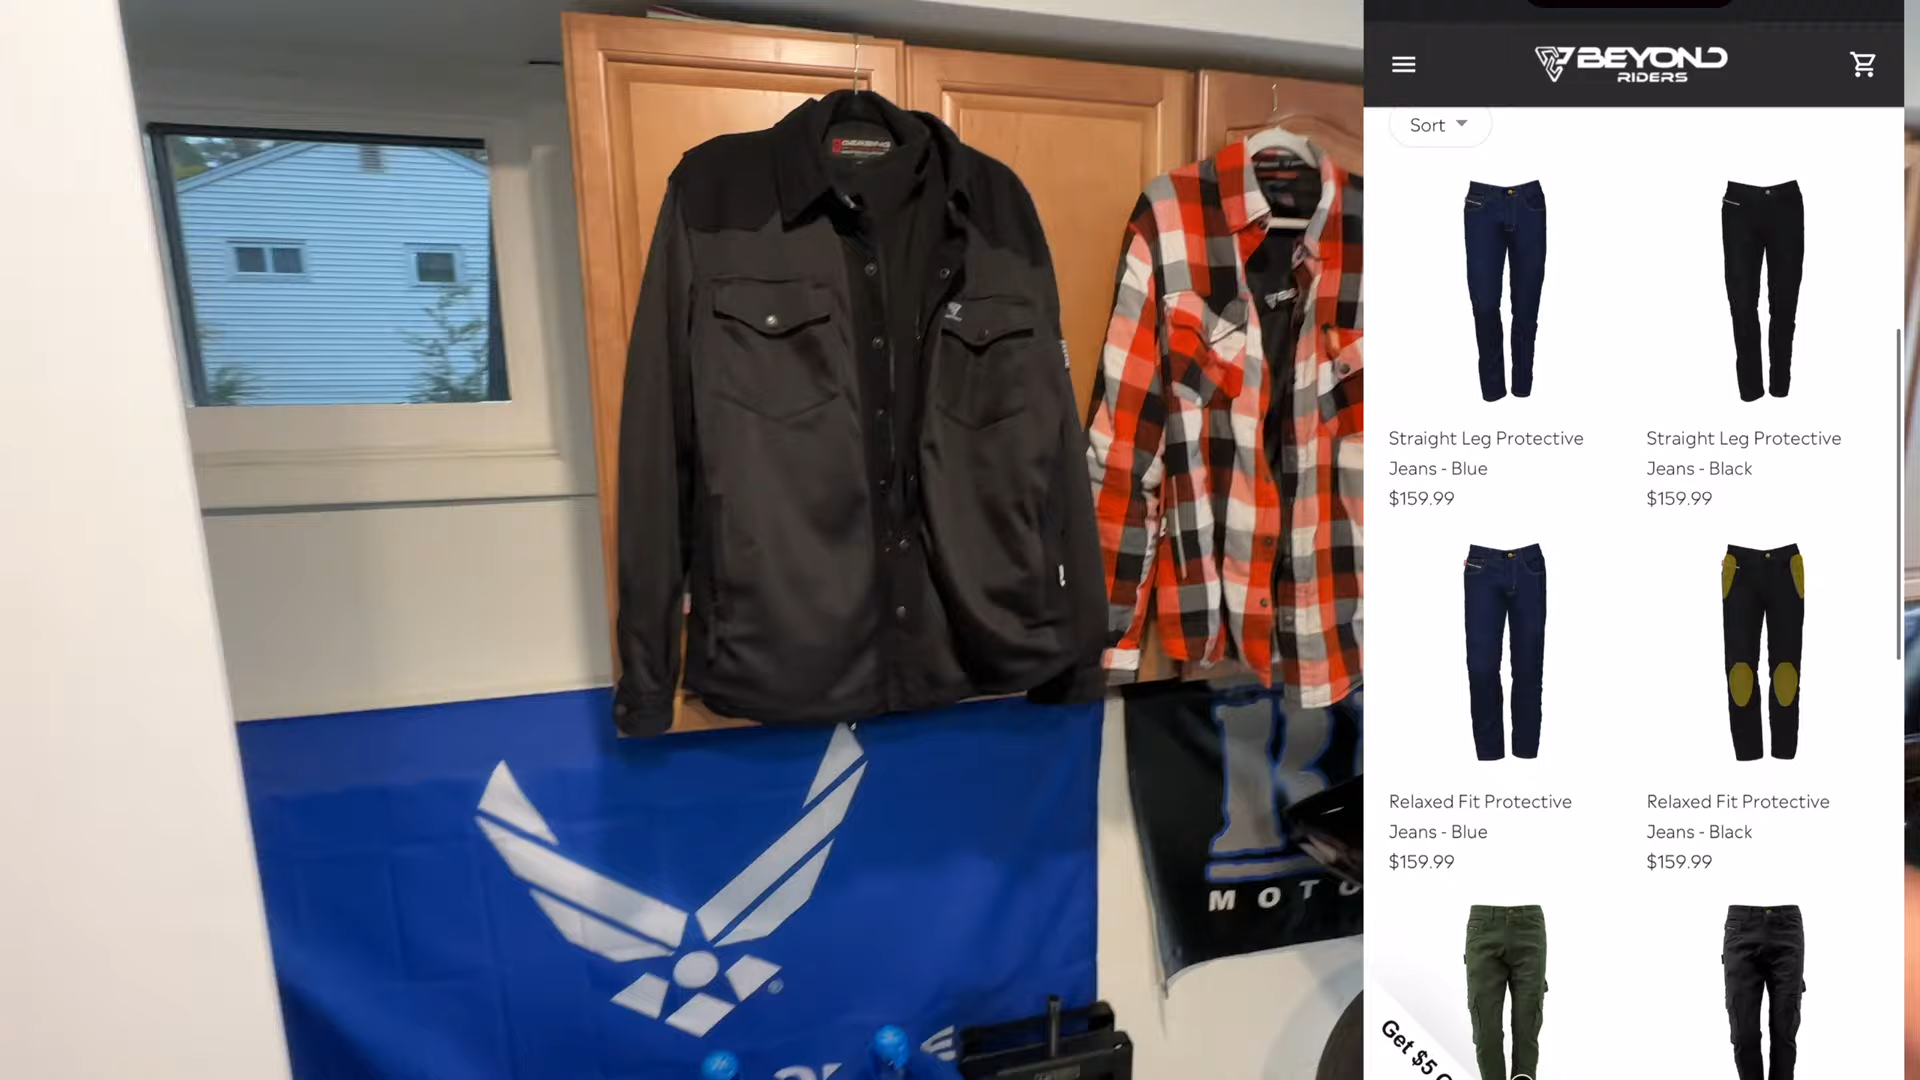 BEYOND
RIDERS
Sort
Straight Leg Protective
Jeans - Blue
$159.99
Straight Leg Protective
Jeans - Black
$159.99
Relaxed Fit Protective
Jeans - Blue
$159.99
Relaxed Fit Protective
Jeans - Black
$159.99
Get $5
MOTO